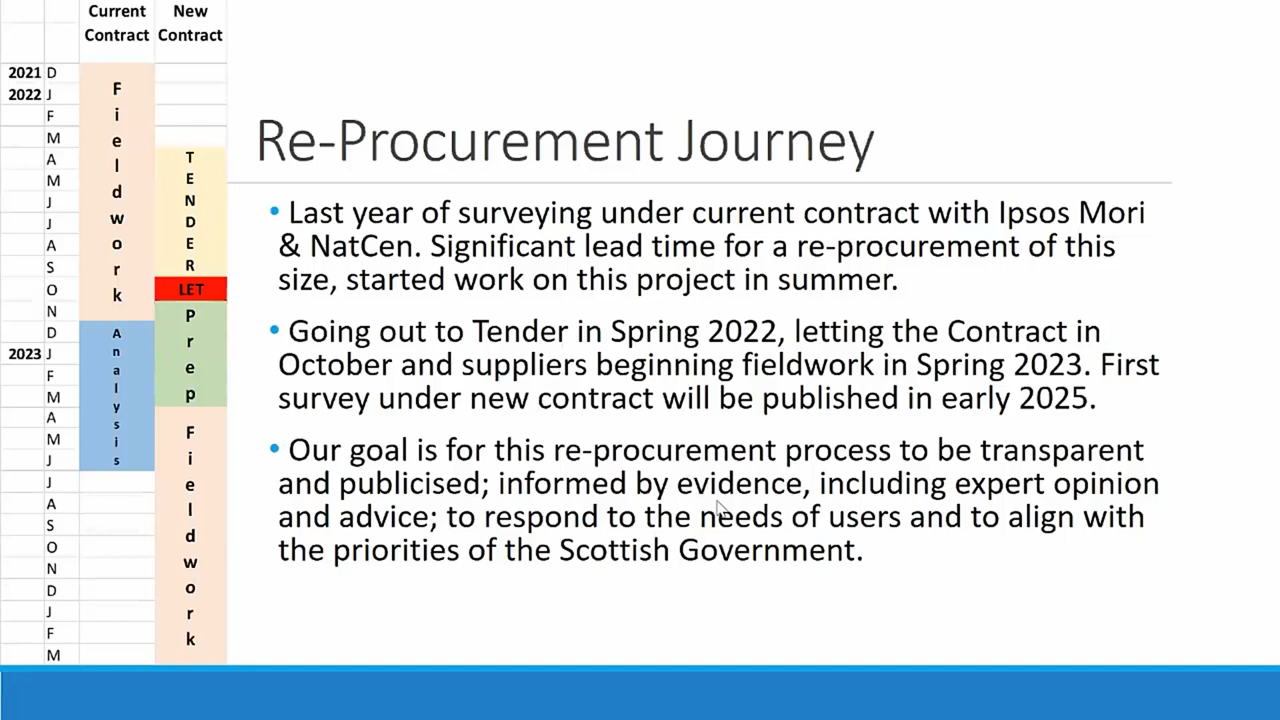 Current Contract
New Contract
2021 D
2022 J
F
M
A
M
J
J
A
S
O
N
D
2023 J
F
M
A
M
J
J
A
S
O
N
D
J
F
M
Fieldwork
Analysis
TENDER
LET
Prep
Fieldwork
Re-Procurement Journey
• Last year of surveying under current contract with Ipsos Mori
& NatCen. Significant lead time for a re-procurement of this
size, started work on this project in summer.
• Going out to Tender in Spring 2022, letting the Contract in
October and suppliers beginning fieldwork in Spring 2023. First
survey under new contract will be published in early 2025.
• Our goal is for this re-procurement process to be transparent
and publicised; informed by evidence, including expert opinion
and advice; to respond to the needs of users and to align with
the priorities of the Scottish Government.